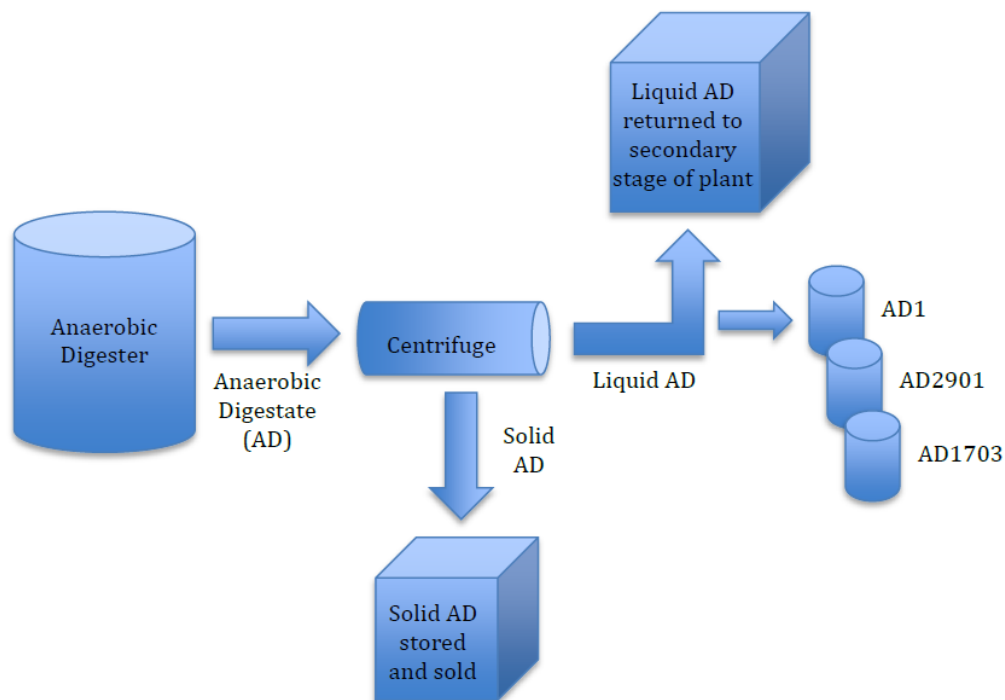 Anaerobic
Digester
Anaerobic
Digestate
(AD)
Centrifuge
Solid
AD
Solid AD
stored
and sold
Liquid AD
Liquid AD
returned to
secondary
stage of plant
AD1
AD2901
AD1703